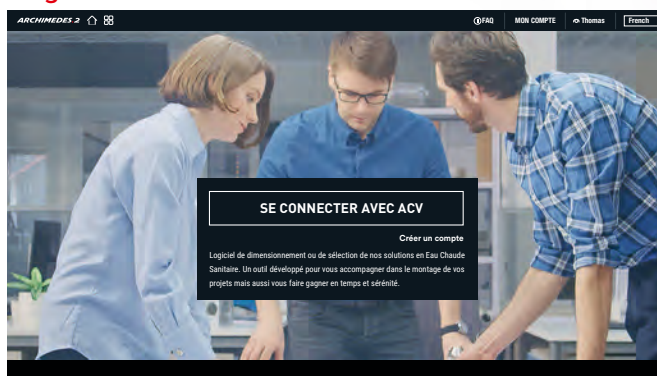 ARCHIMEDES 2
FAQ
MON COMPTE
Thomas
French
SE CONNECTER AVEC ACV
Créer un compte
Logiciel de dimensionnement ou de sélection de nos solutions en Eau Chaude
Sanitaire. Un outil développé pour vous accompagner dans le montage de vos
projets mais aussi vous faire gagner en temps et sérénité.